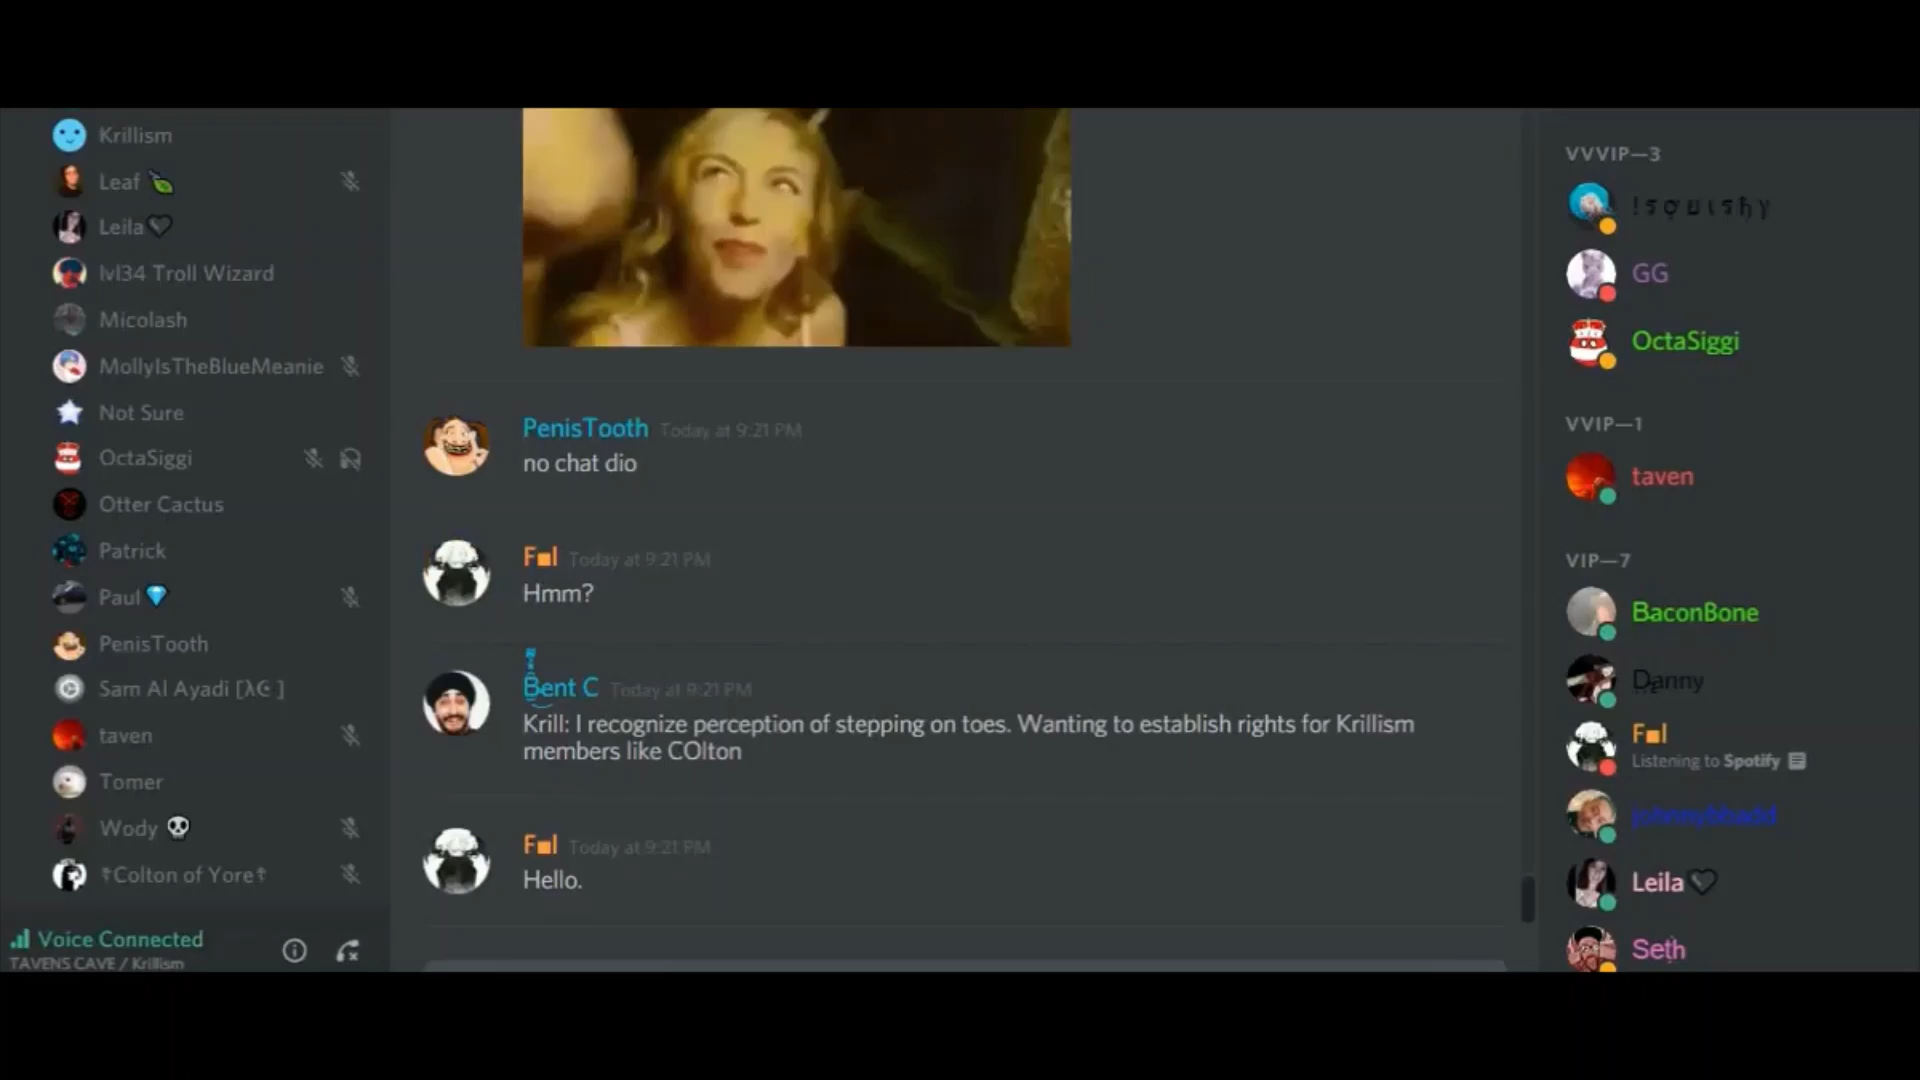 Krillism
Leaf
Leila
lvl34 Troll Wizard
Micolash
MollyIsTheBlueMeanie
Not Sure
OctaSiggi
Otter Cactus
Patrick
Paul
PenisTooth
Sam Al Ayadi [λԐ ]
taven
Tomer
Wody
†Colton of Yore†
Voice Connected
TAVENS CAVE / Krillism
PenisTooth Today at 9:21 PM
no chat dio
F■l Today at 9:21 PM
Hmm?
Bent C Today at 9:21 PM
Krill: I recognize perception of stepping on toes. Wanting to establish rights for Krillism
members like COlton
F■l Today at 9:21 PM
Hello.
VVVIP—3
GG
OctaSiggi
VVIP—1
taven
VIP—7
BaconBone
Danny
F■l
Listening to Spotify
johnnybhadd
Leila
Seth